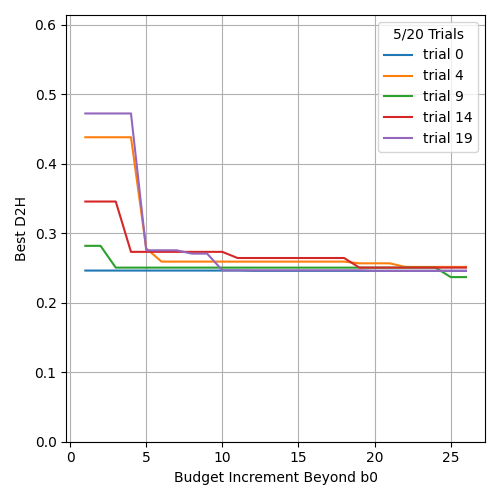 0.6
0.5
0.4
0.3
0.2
0.1
0.0
Best D2H
5/20 Trials
trial 0
trial 4
trial 9
trial 14
trial 19
0 5 10 15 20 25
Budget Increment Beyond b0